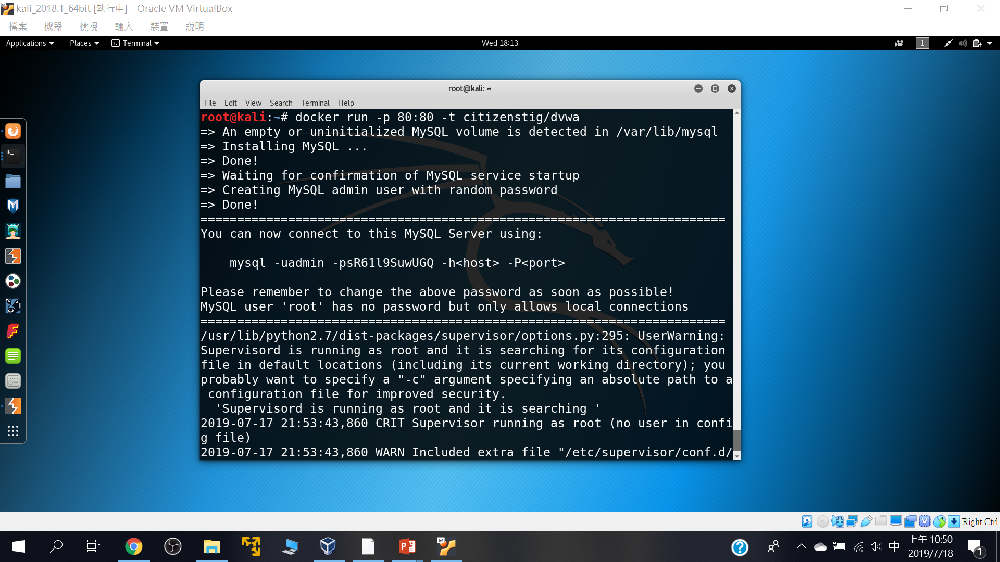 kali_2018.1_64bit [執行中] - Oracle VM VirtualBox
檔案 機器 檢視 輸入 裝置 說明
Applications Places Terminal Wed 18:13 1
root@kali: ~
File Edit View Search Terminal Help
root@kali:~# docker run -p 80:80 -t citizenstig/dvwa
=> An empty or uninitialized MySQL volume is detected in /var/lib/mysql
=> Installing MySQL ...
=> Done!
=> Waiting for confirmation of MySQL service startup
=> Creating MySQL admin user with random password
=> Done!
========================================================================
You can now connect to this MySQL Server using:
mysql -uadmin -psR61l9SuwUGQ -h<host> -P<port>
Please remember to change the above password as soon as possible!
MySQL user 'root' has no password but only allows local connections
========================================================================
/usr/lib/python2.7/dist-packages/supervisor/options.py:295: UserWarning:
Supervisord is running as root and it is searching for its configuration
file in default locations (including its current working directory); you
probably want to specify a "-c" argument specifying an absolute path to a
configuration file for improved security.
'Supervisord is running as root and it is searching '
2019-07-17 21:53:43,860 CRIT Supervisor running as root (no user in confi
g file)
2019-07-17 21:53:43,860 WARN Included extra file "/etc/supervisor/conf.d/
Right Ctrl
64
中
上午 10:50
2019/7/18
1